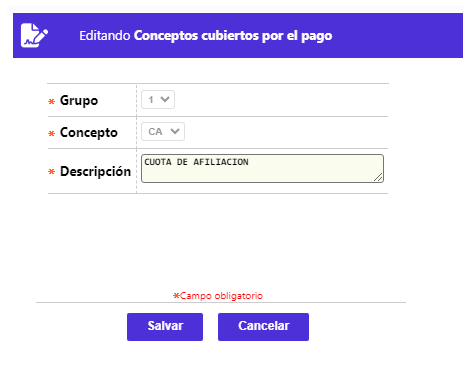 Editando Conceptos cubiertos por el pago
* Grupo 1
* Concepto CA
* Descripción CUOTA DE AFILIACION
*Campo obligatorio
Salvar Cancelar